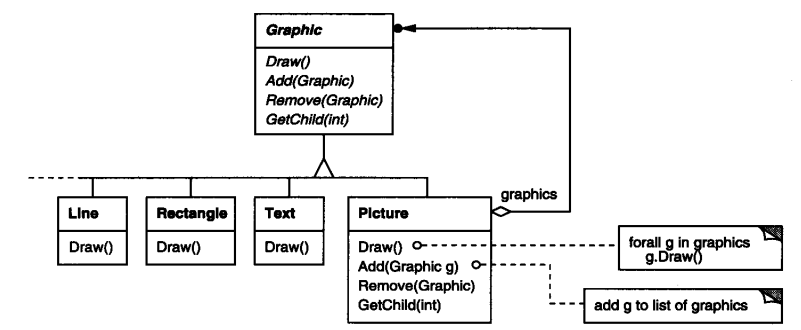 Graphic
Draw()
Add(Graphic)
Remove(Graphic)
GetChild(int)
graphics
Line
Draw()
Rectangle
Draw()
Text
Draw()
Picture
Draw()
Add(Graphic g)
Remove(Graphic)
GetChild(int)
forall g in graphics
g.Draw()
add g to list of graphics